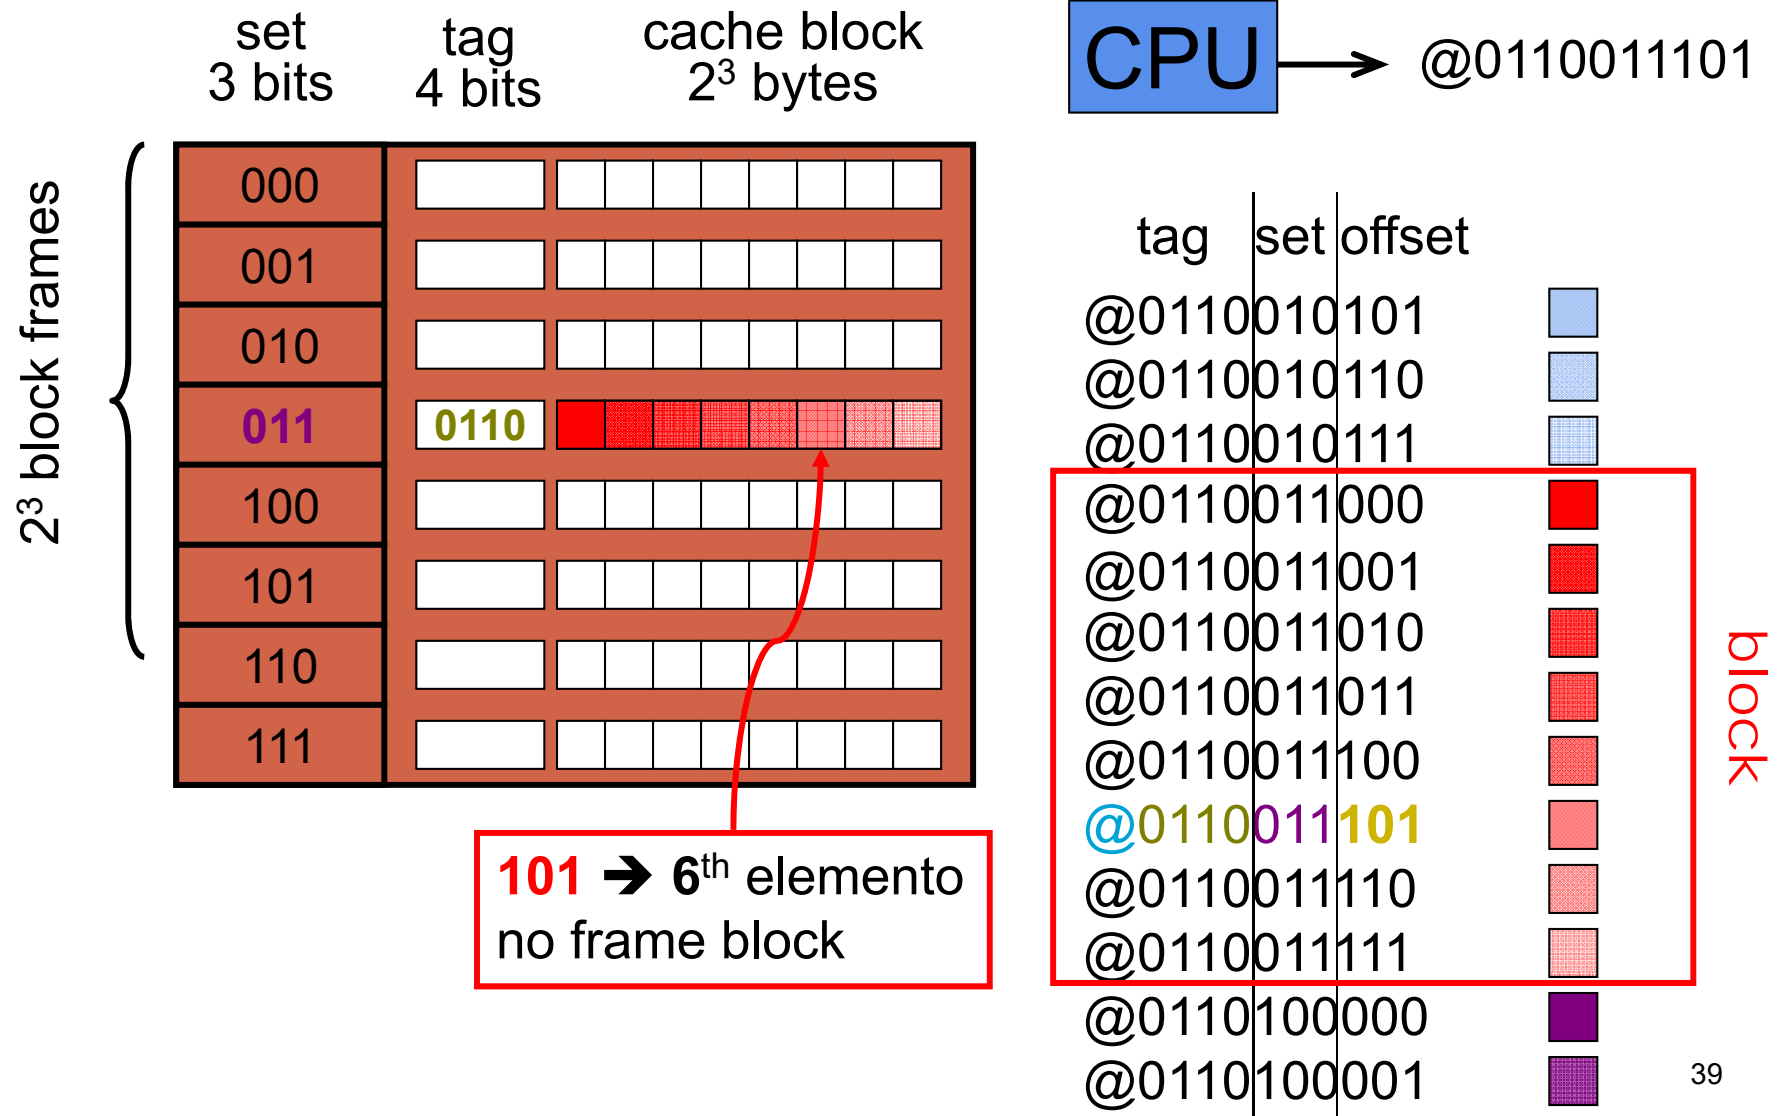 set
3 bits
tag
4 bits
cache block
2³ bytes
CPU
@0110011101
2³ block frames
000
001
010
011 0110
100
101
110
111
101 ➔ 6th elemento
no frame block
tag set offset
@0110010101
@0110010110
@0110010111
@0110011000
@0110011001
@0110011010
@0110011011
@0110011100
@0110011101
@0110011110
@0110011111
@0110100000
@0110100001
block
39